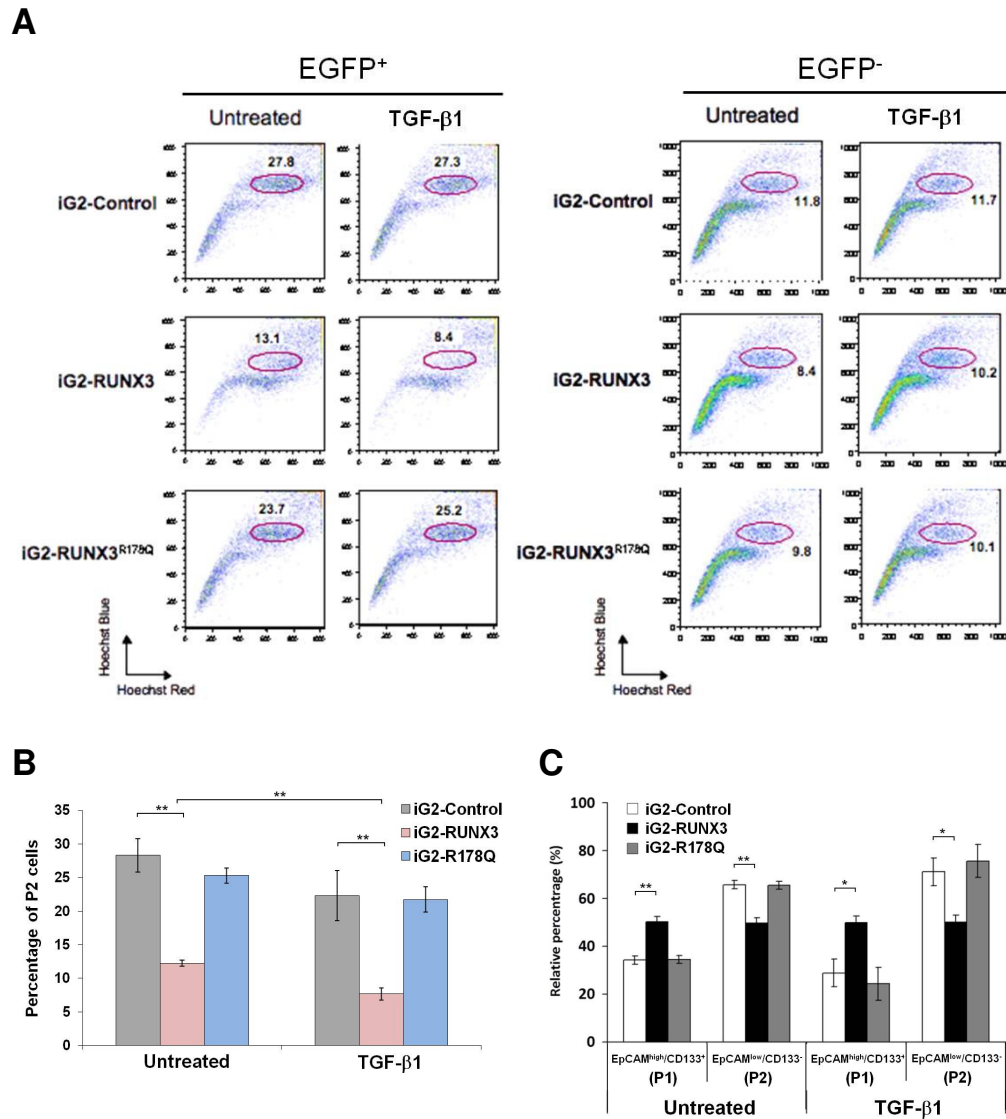 A
EGFP⁺
EGFP⁻
Untreated
TGF-β1
Untreated
TGF-β1
iG2-Control
27.8
27.3
iG2-Control
11.8
11.7
iG2-RUNX3
13.1
8.4
iG2-RUNX3
8.4
10.2
iG2-RUNX3ᴿ¹⁷⁸Q
23.7
25.2
iG2-RUNX3ᴿ¹⁷⁸Q
9.8
10.1
Hoechst Blue
Hoechst Red
Hoechst Blue
Hoechst Red
B
Percentage of P2 cells
35
30
25
20
15
10
5
0
**
**
**
iG2-Control
iG2-RUNX3
iG2-R178Q
Untreated
TGF-β1
C
Relative percentage (%)
100
80
60
40
20
0
iG2-Control
iG2-RUNX3
iG2-R178Q
**
**
*
*
EpCAMhigh/CD133⁺
(P1)
EpCAMlow/CD133⁻
(P2)
EpCAMhigh/CD133⁺
(P1)
EpCAMlow/CD133⁻
(P2)
Untreated
TGF-β1